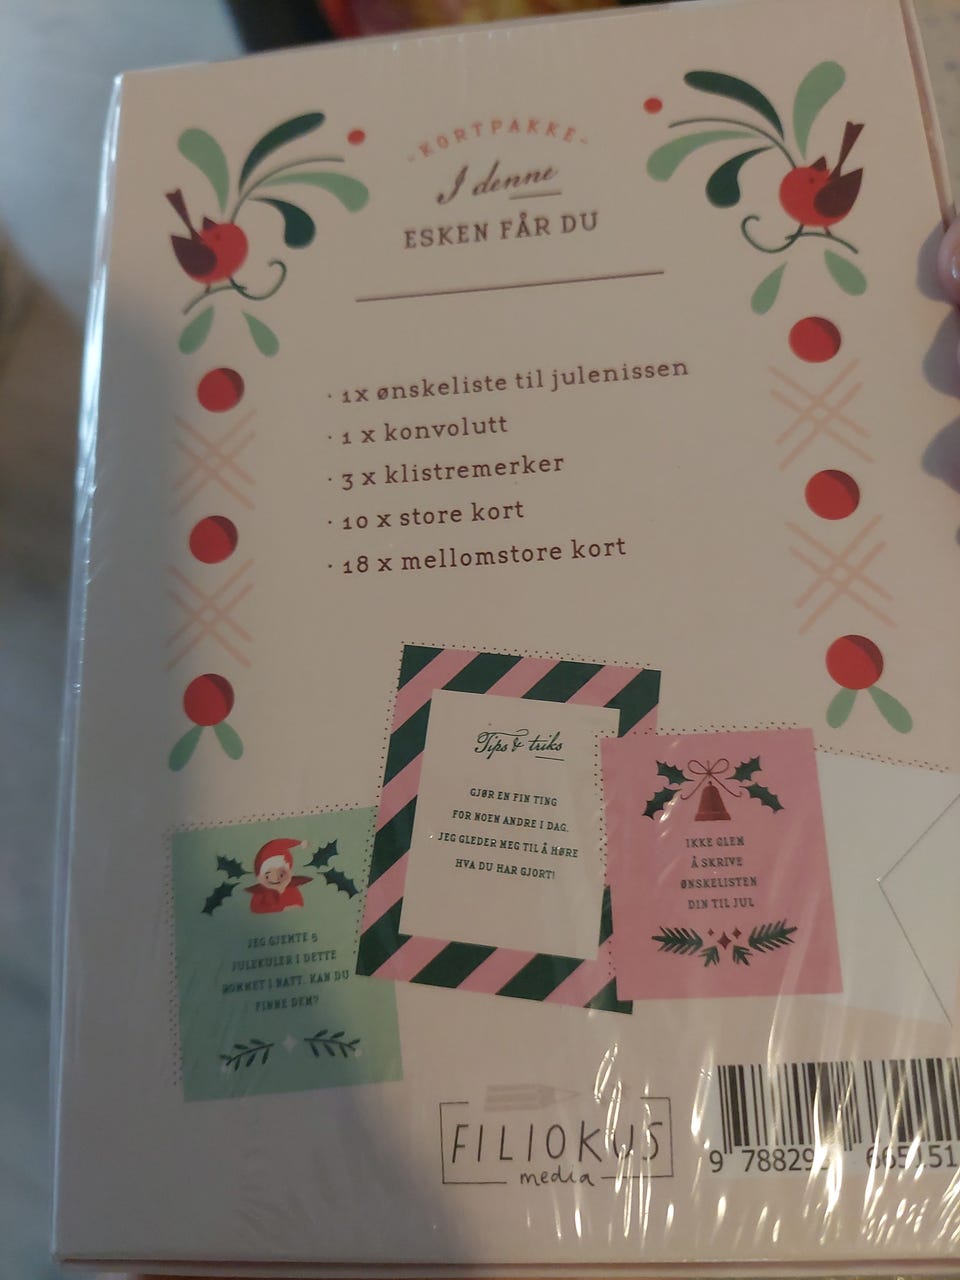 -KORTPAKKE-
I denne
ESKEN FÅR DU
· 1x ønskeliste til julenissen
· 1 x konvolutt
· 3 x klistremerker
· 10 x store kort
· 18 x mellomstore kort
Tips & triks
GJØR EN FIN TING
FOR NOEN ANDRE I DAG.
JEG GLEDER MEG TIL Å HØRE
HVA DU HAR GJORT!
IKKE GLEM
Å SKRIVE
ØNSKELISTEN
DIN TIL JUL
JEG GJEMTE 5
JULEKULER I DETTE
ROMMET I NATT. KAN DU
FINNE DEM?
FILIOKUS
media
9 78829